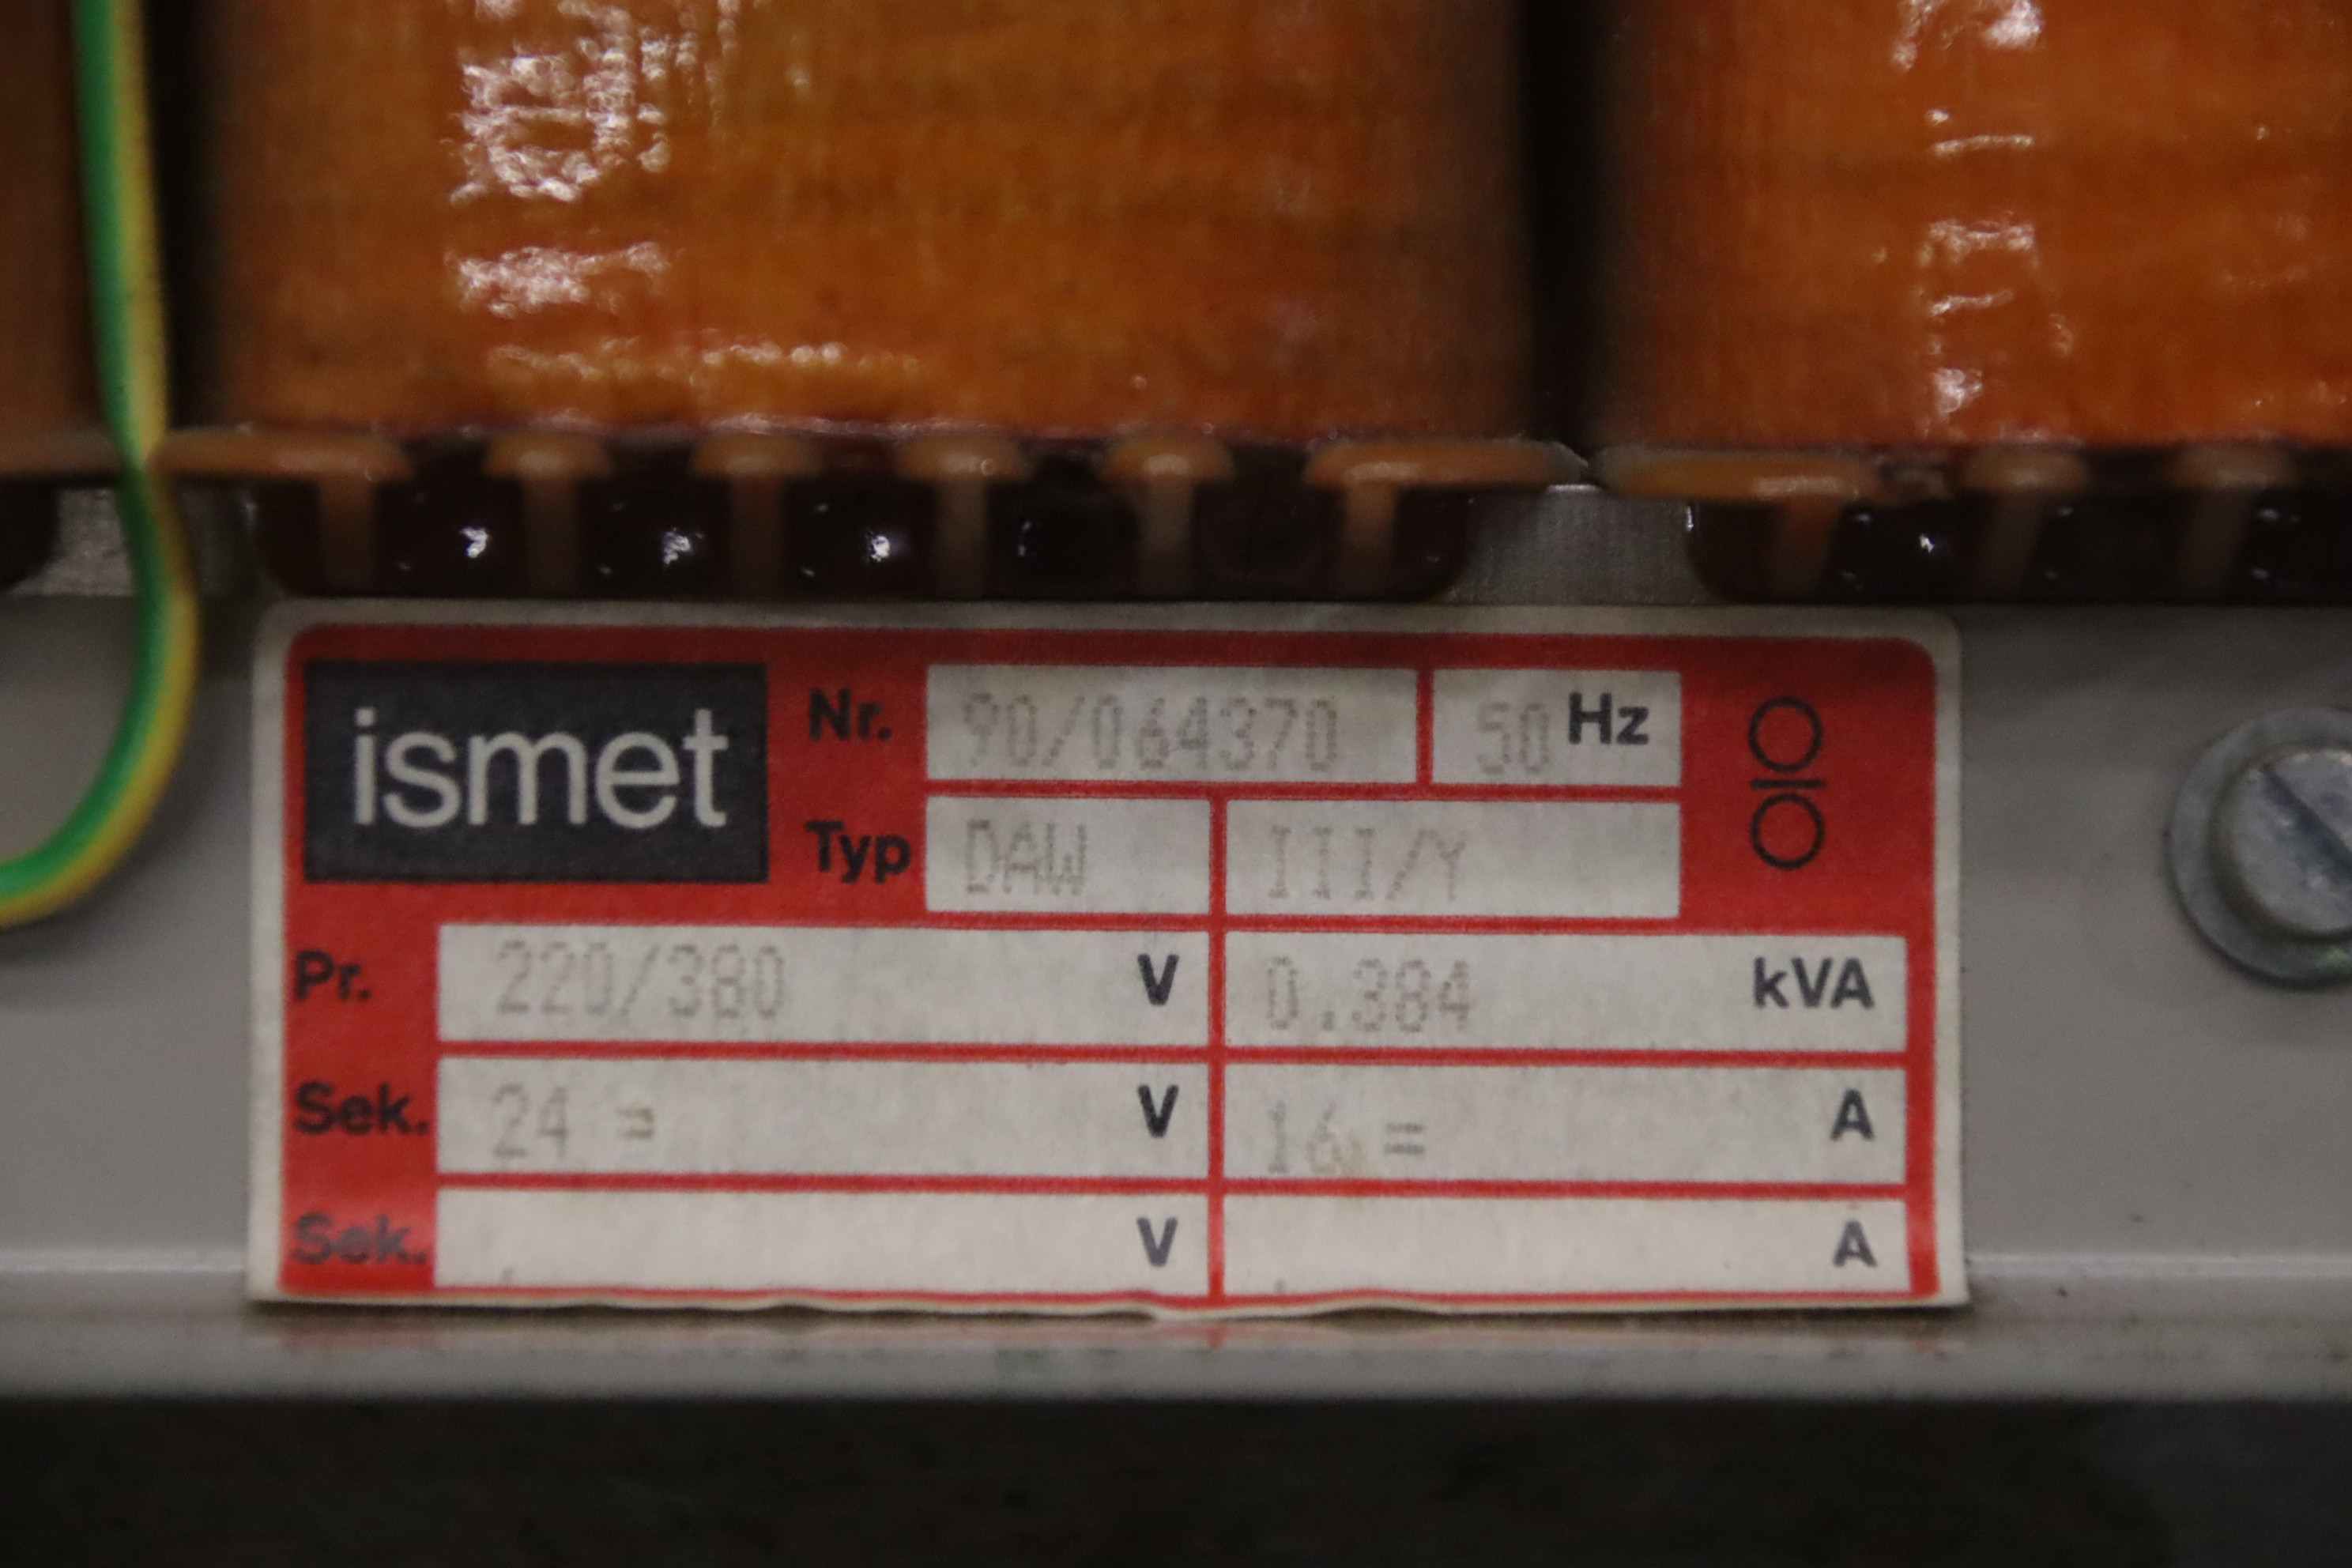 ismet
Nr. 90/064370 50 Hz
Typ DAW III/Y
Pr. 220/380 V 0.384 kVA
Sek. 24 = V 16 = A
Sek. V A